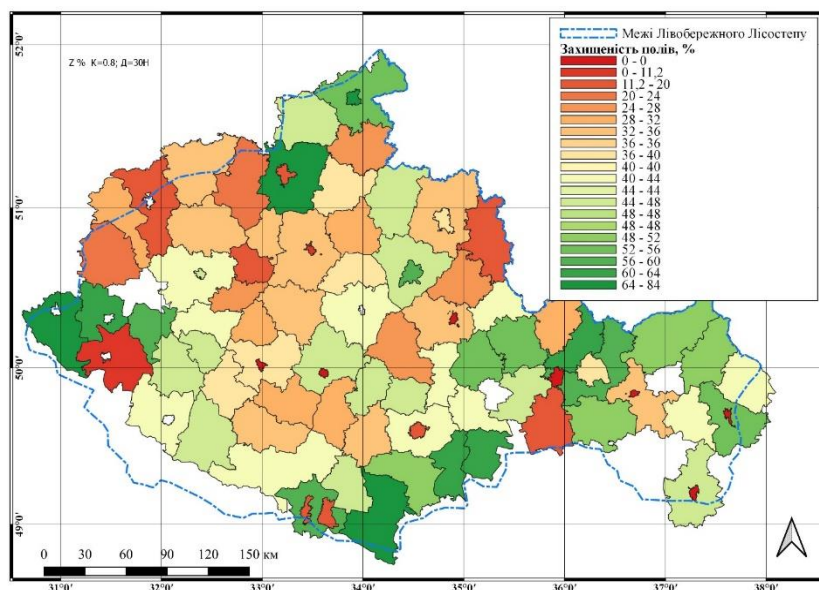 Межі Лівобережного Лісостепу
Захищеність полів, %
Z % K=0.8; Д=30Н
0 - 0
0 - 11,2
11,2 - 20
20 - 24
24 - 28
28 - 32
32 - 36
36 - 36
36 - 40
40 - 40
40 - 44
44 - 44
44 - 48
48 - 48
48 - 48
48 - 52
52 - 56
56 - 60
60 - 64
64 - 84
52°0′
51°0′
50°0′
49°0′
0 30 60 90 120 150 км
31°0′ 32°0′ 33°0′ 34°0′ 35°0′ 36°0′ 37°0′ 38°0′